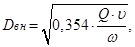 Dвн = √0,354 · Q · υ / ω,